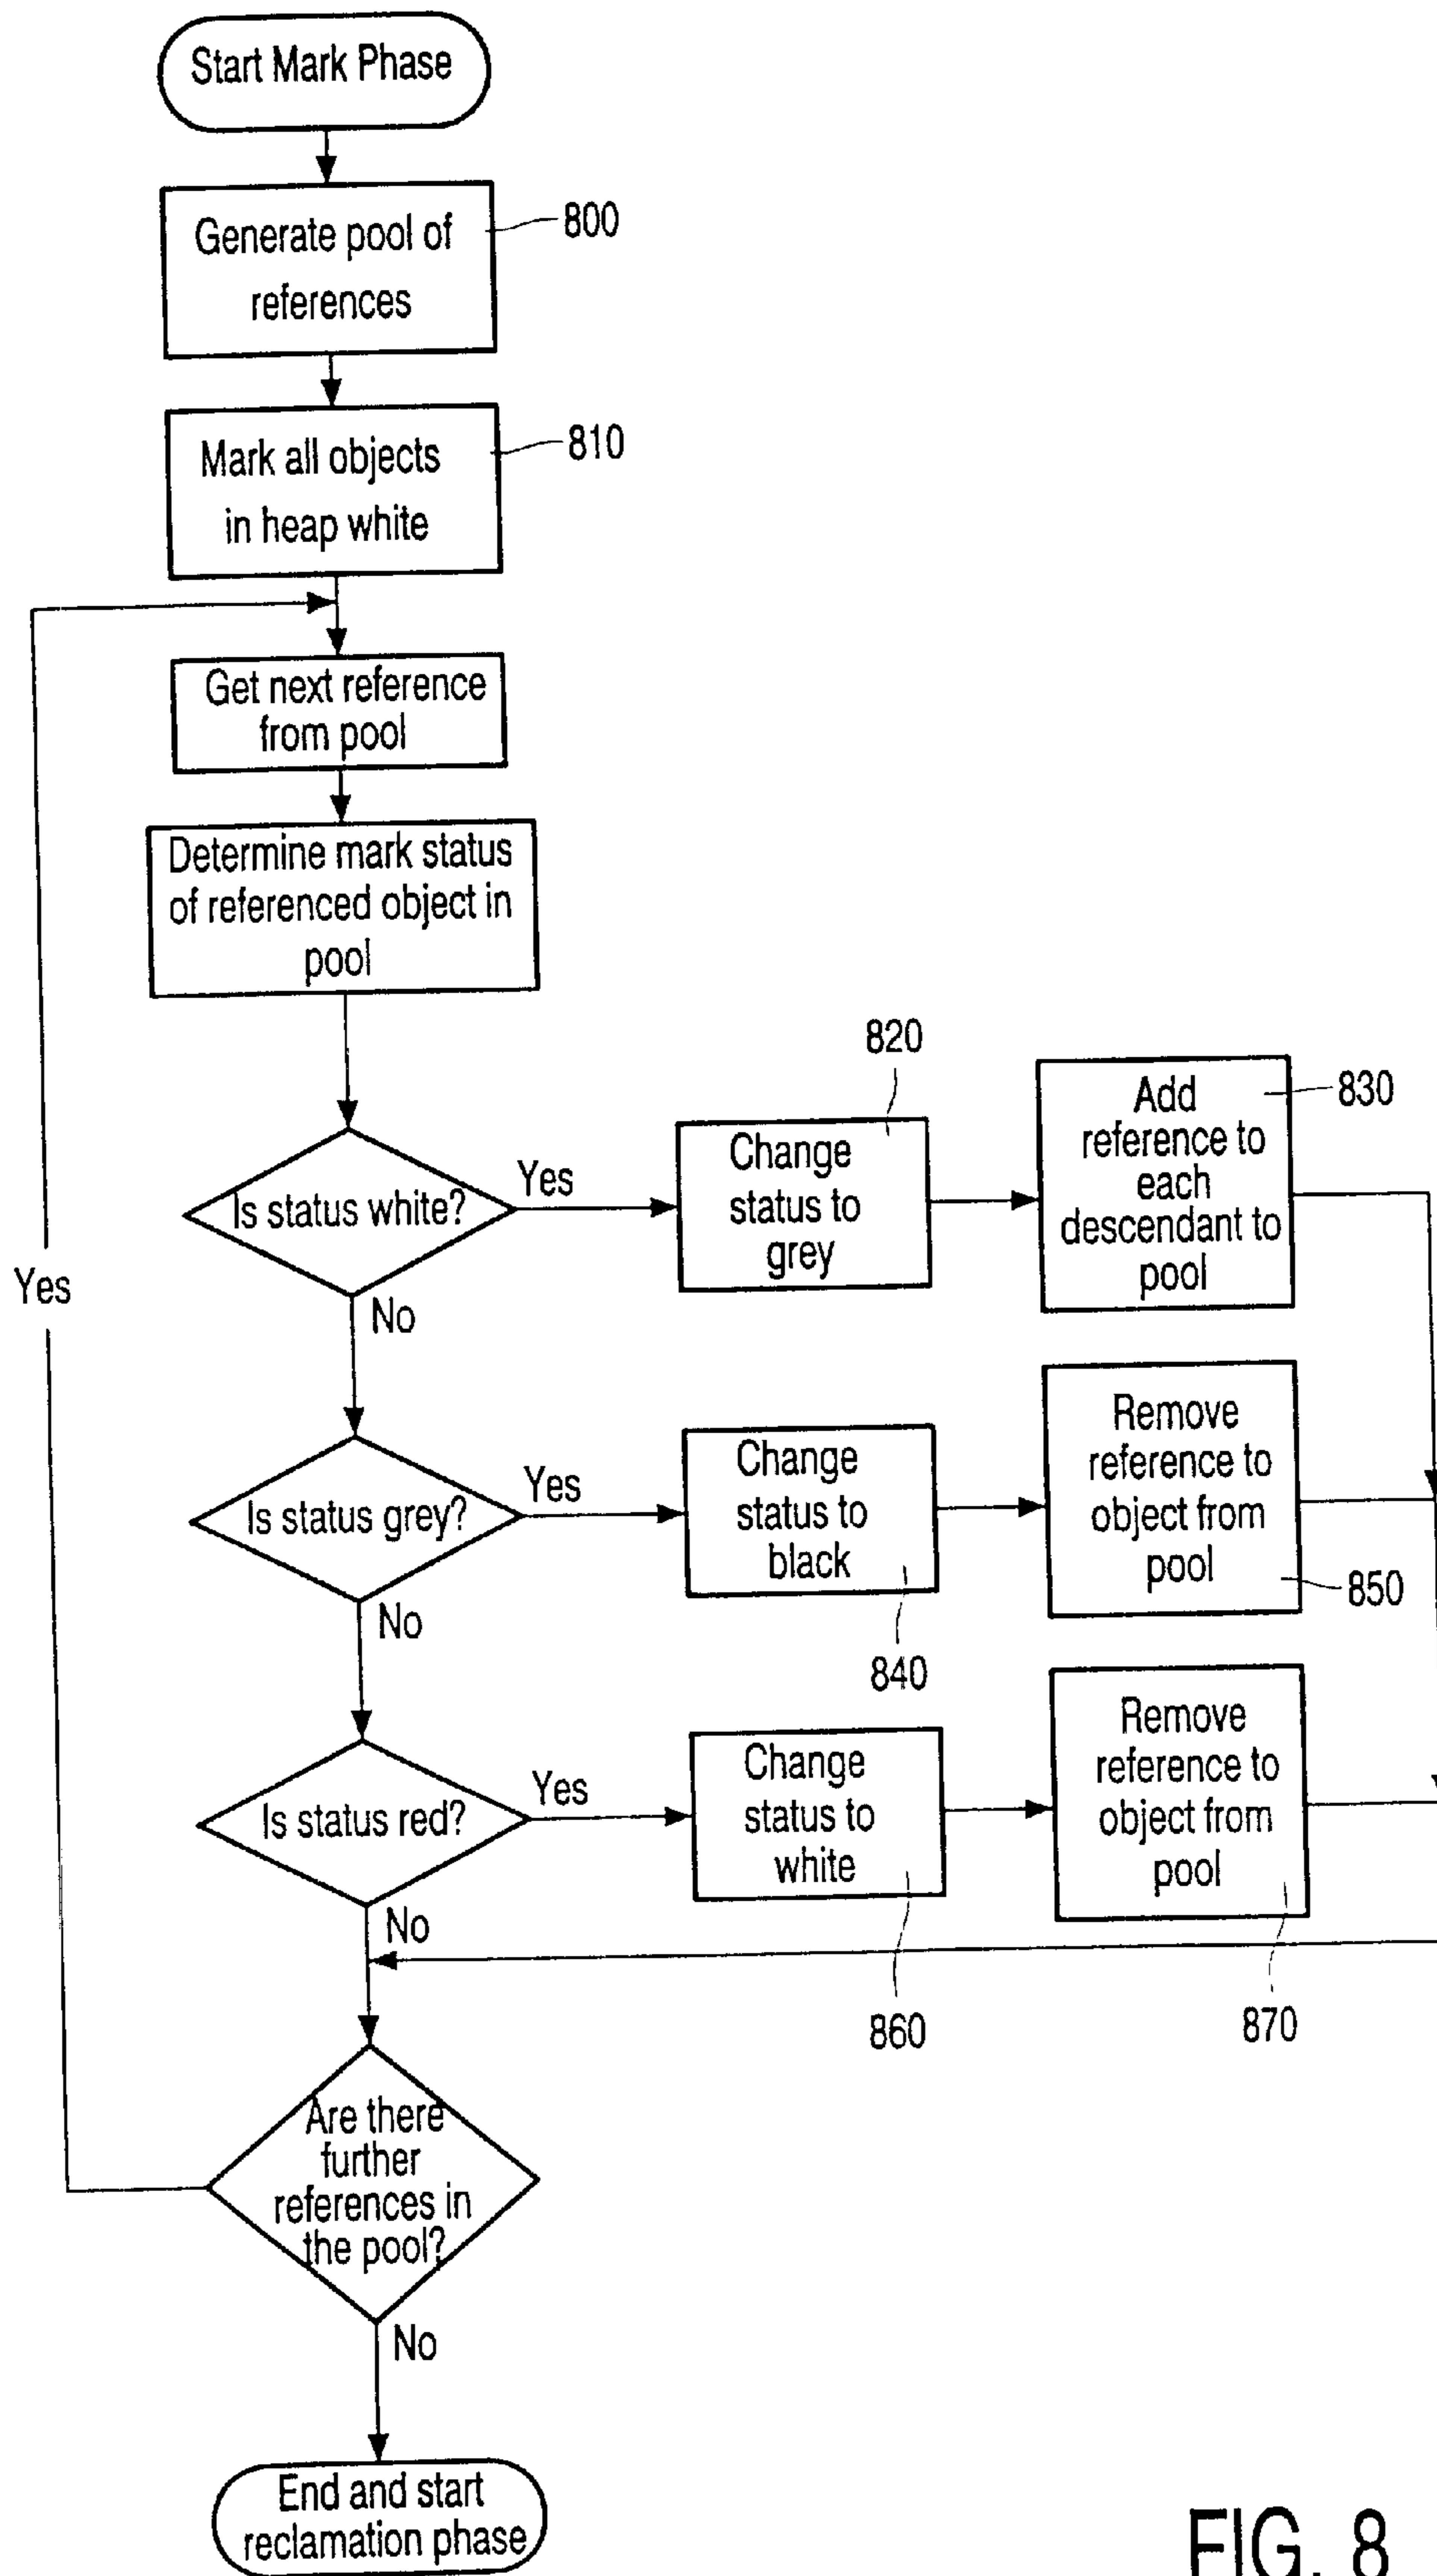 Start Mark Phase
Generate pool of
references
800
Mark all objects
in heap white
810
Get next reference
from pool
Determine mark status
of referenced object in
pool
820
Is status white?
Yes
Change
status to
grey
Add
reference to
each
descendant to
pool
830
Yes
No
Is status grey?
Yes
Change
status to
black
Remove
reference to
object from
pool
850
No
840
Is status red?
Yes
Change
status to
white
Remove
reference to
object from
pool
No
860
870
Are there
further
references in
the pool?
No
End and start
reclamation phase
FIG. 8